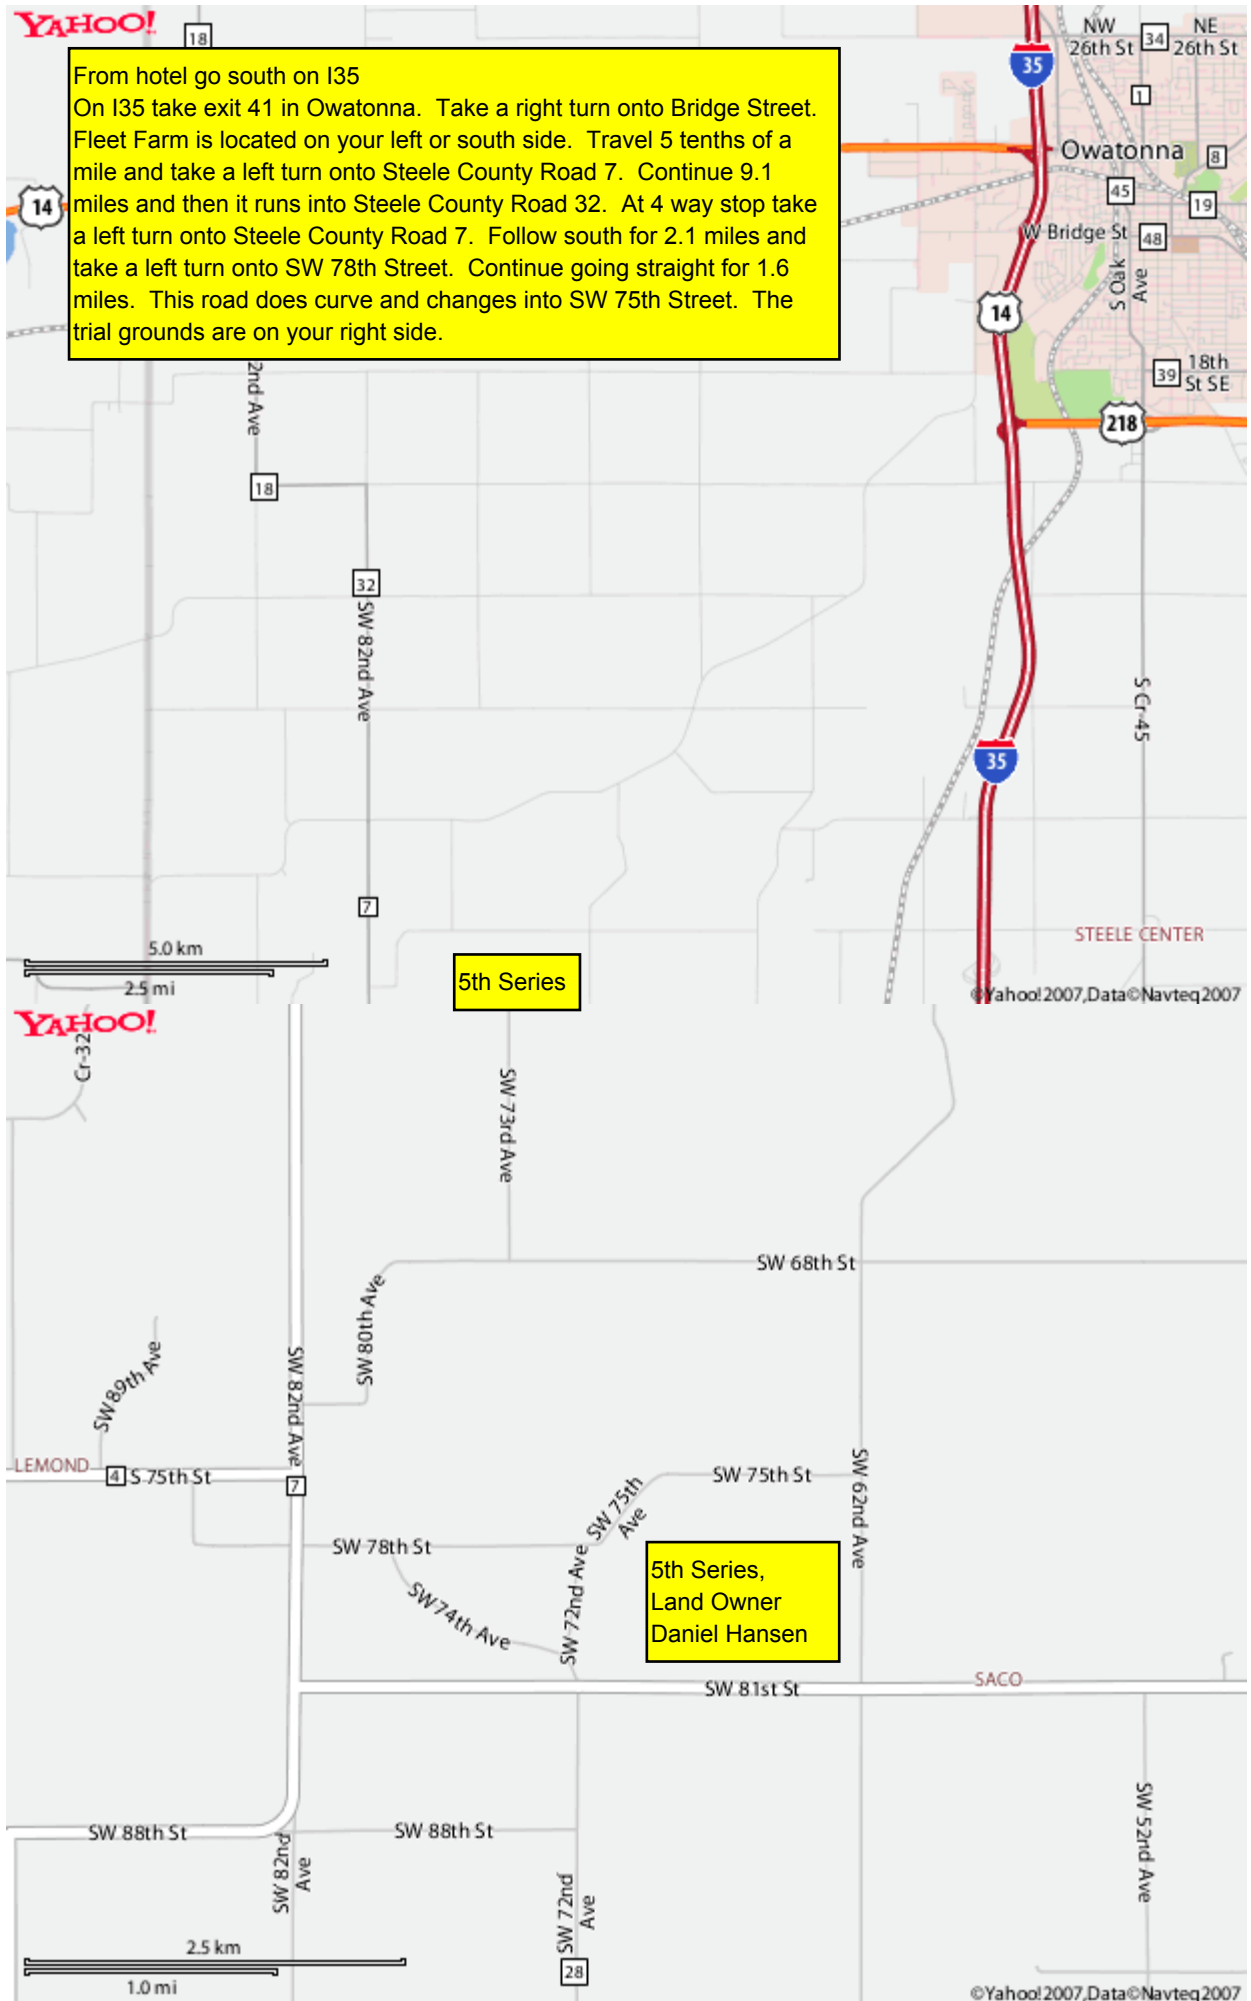 YAHOO!
18
From hotel go south on I35
On I35 take exit 41 in Owatonna. Take a right turn onto Bridge Street.
Fleet Farm is located on your left or south side. Travel 5 tenths of a
mile and take a left turn onto Steele County Road 7. Continue 9.1
miles and then it runs into Steele County Road 32. At 4 way stop take
a left turn onto Steele County Road 7. Follow south for 2.1 miles and
take a left turn onto SW 78th Street. Continue going straight for 1.6
miles. This road does curve and changes into SW 75th Street. The
trial grounds are on your right side.
NW
26th St
34
NE
26th St
35
1
Owatonna
8
14
45
19
W Bridge St
48
S Oak
Ave
14
39
18th
St SE
218
2nd Ave
18
32
SW 82nd Ave
S Cr-45
35
7
STEELE CENTER
5.0 km
2.5 mi
5th Series
©Yahoo! 2007, Data©Navteq 2007
YAHOO!
Cr-32
SW 73rd Ave
SW 68th St
SW 80th Ave
SW 89th Ave
SW 82nd Ave
LEMOND
4
S 75th St
7
SW 75th St
SW 75th
Ave
SW 62nd Ave
SW 78th St
SW 74th Ave
SW 72nd Ave
5th Series,
Land Owner
Daniel Hansen
SACO
SW 81st St
SW 88th St
SW 88th St
SW 82nd
Ave
SW 72nd
Ave
SW 52nd Ave
28
2.5 km
1.0 mi
©Yahoo! 2007, Data©Navteq 2007